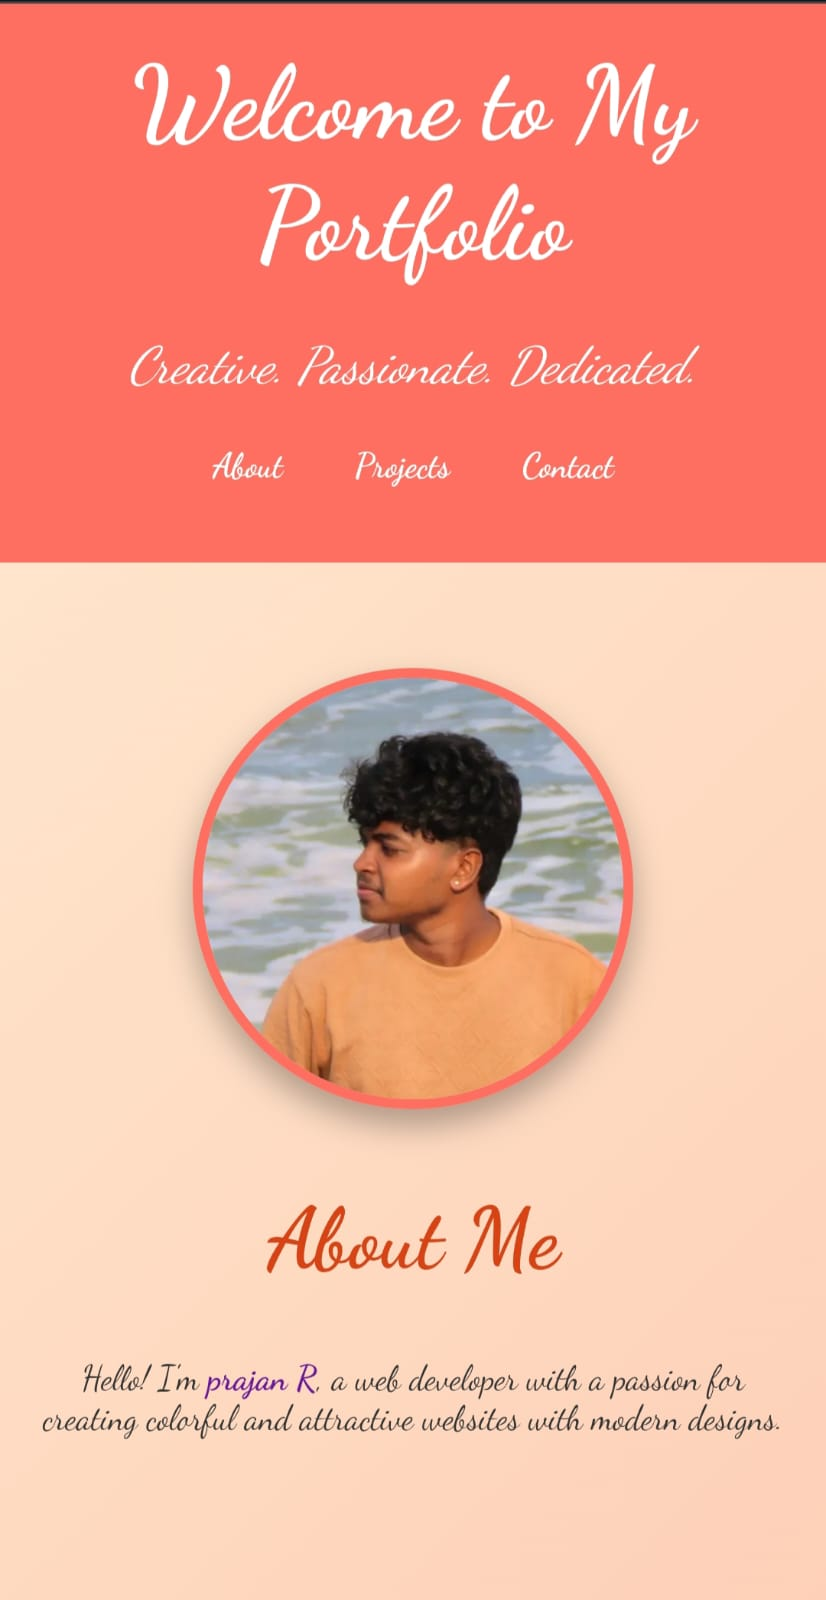 Welcome to My
Portfolio
Creative. Passionate. Dedicated.
About Projects Contact
About Me
Hello! I'm prajan R, a web developer with a passion for
creating colorful and attractive websites with modern designs.